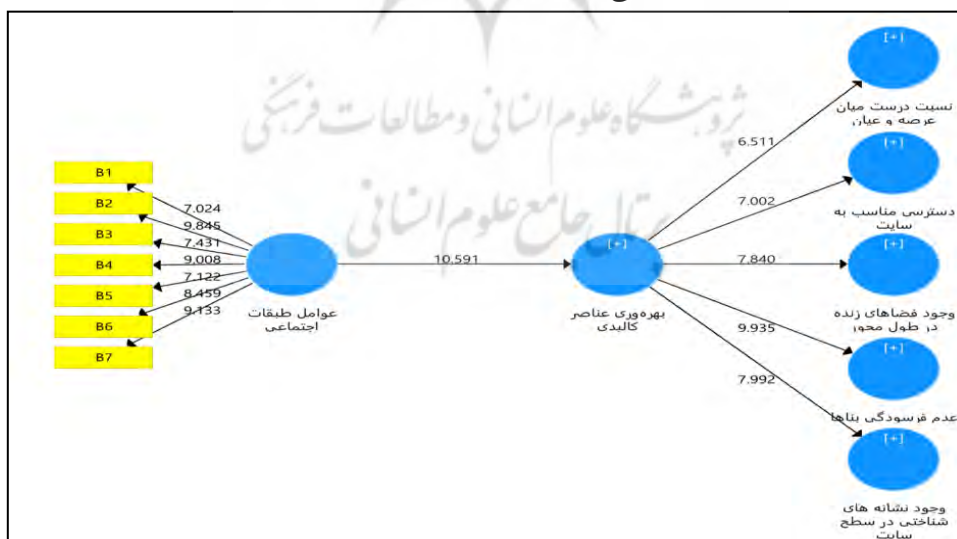 پژوهشگاه علوم انسانی و مطالعات فرهنگی
پرتال جامع علوم انسانی
[+]
نسبت درست میان
عرصه و عیان
6.511
[+]
دسترسی مناسب به
سایت
7.002
B1
B2
B3
B4
B5
B6
B7
7.024
9.845
7.431
9.008
7.122
8.459
9.133
عوامل طبقات
اجتماعی
10.591
[+]
بهره‌وری عناصر
کالبدی
7.840
[+]
وجود فضاهای زنده
در طول محور
9.935
[+]
عدم فرسودگی بناها
7.992
[+]
وجود نشانه های
شناختی در سطح
سایت